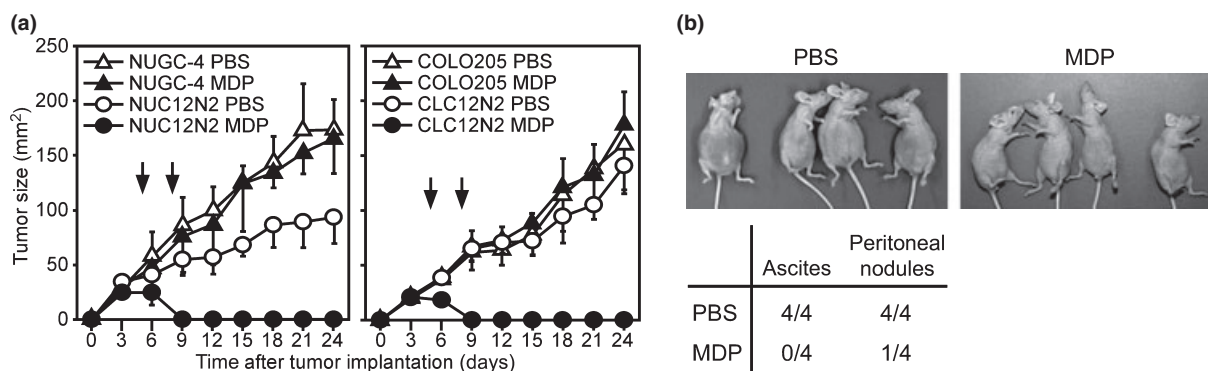 (a)
250
200
150
100
50
0
Tumor size (mm²)
NUGC-4 PBS
NUGC-4 MDP
NUC12N2 PBS
NUC12N2 MDP
0 3 6 9 12 15 18 21 24
COLO205 PBS
COLO205 MDP
CLC12N2 PBS
CLC12N2 MDP
0 3 6 9 12 15 18 21 24
Time after tumor implantation (days)
(b)
PBS MDP
Peritoneal
Ascites nodules
PBS 4/4 4/4
MDP 0/4 1/4